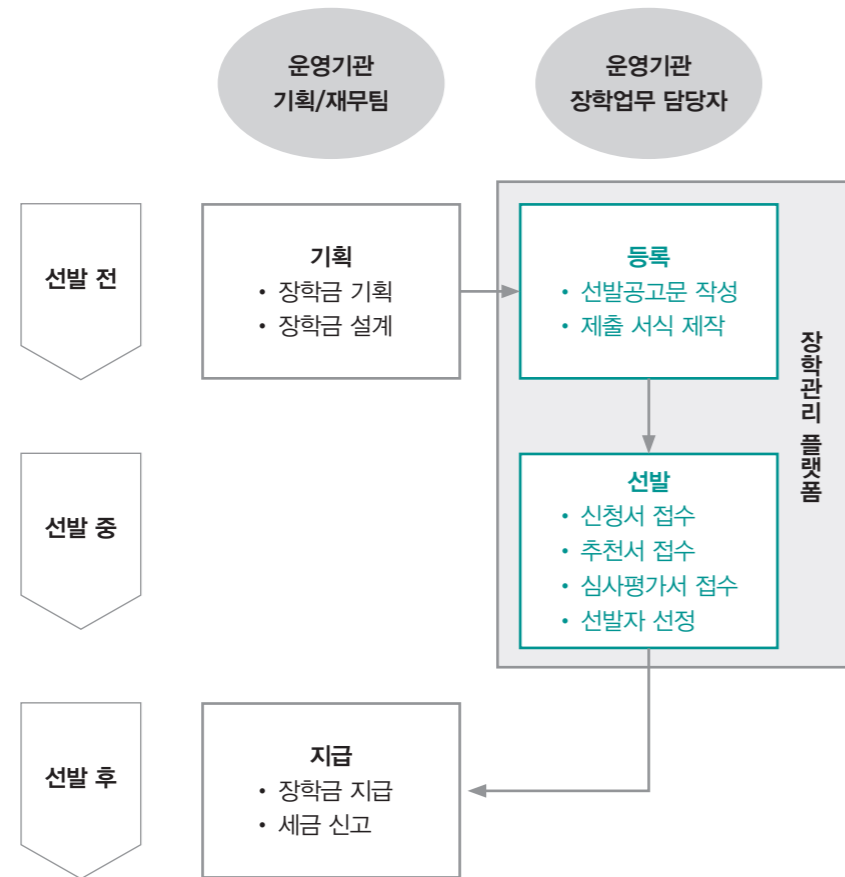 운영기관
기획/재무팀
운영기관
장학업무 담당자
선발 전
기획
• 장학금 기획
• 장학금 설계
등록
• 선발공고문 작성
• 제출 서식 제작
장학관리 플랫폼
선발 중
선발
• 신청서 접수
• 추천서 접수
• 심사평가서 접수
• 선발자 선정
선발 후
지급
• 장학금 지급
• 세금 신고